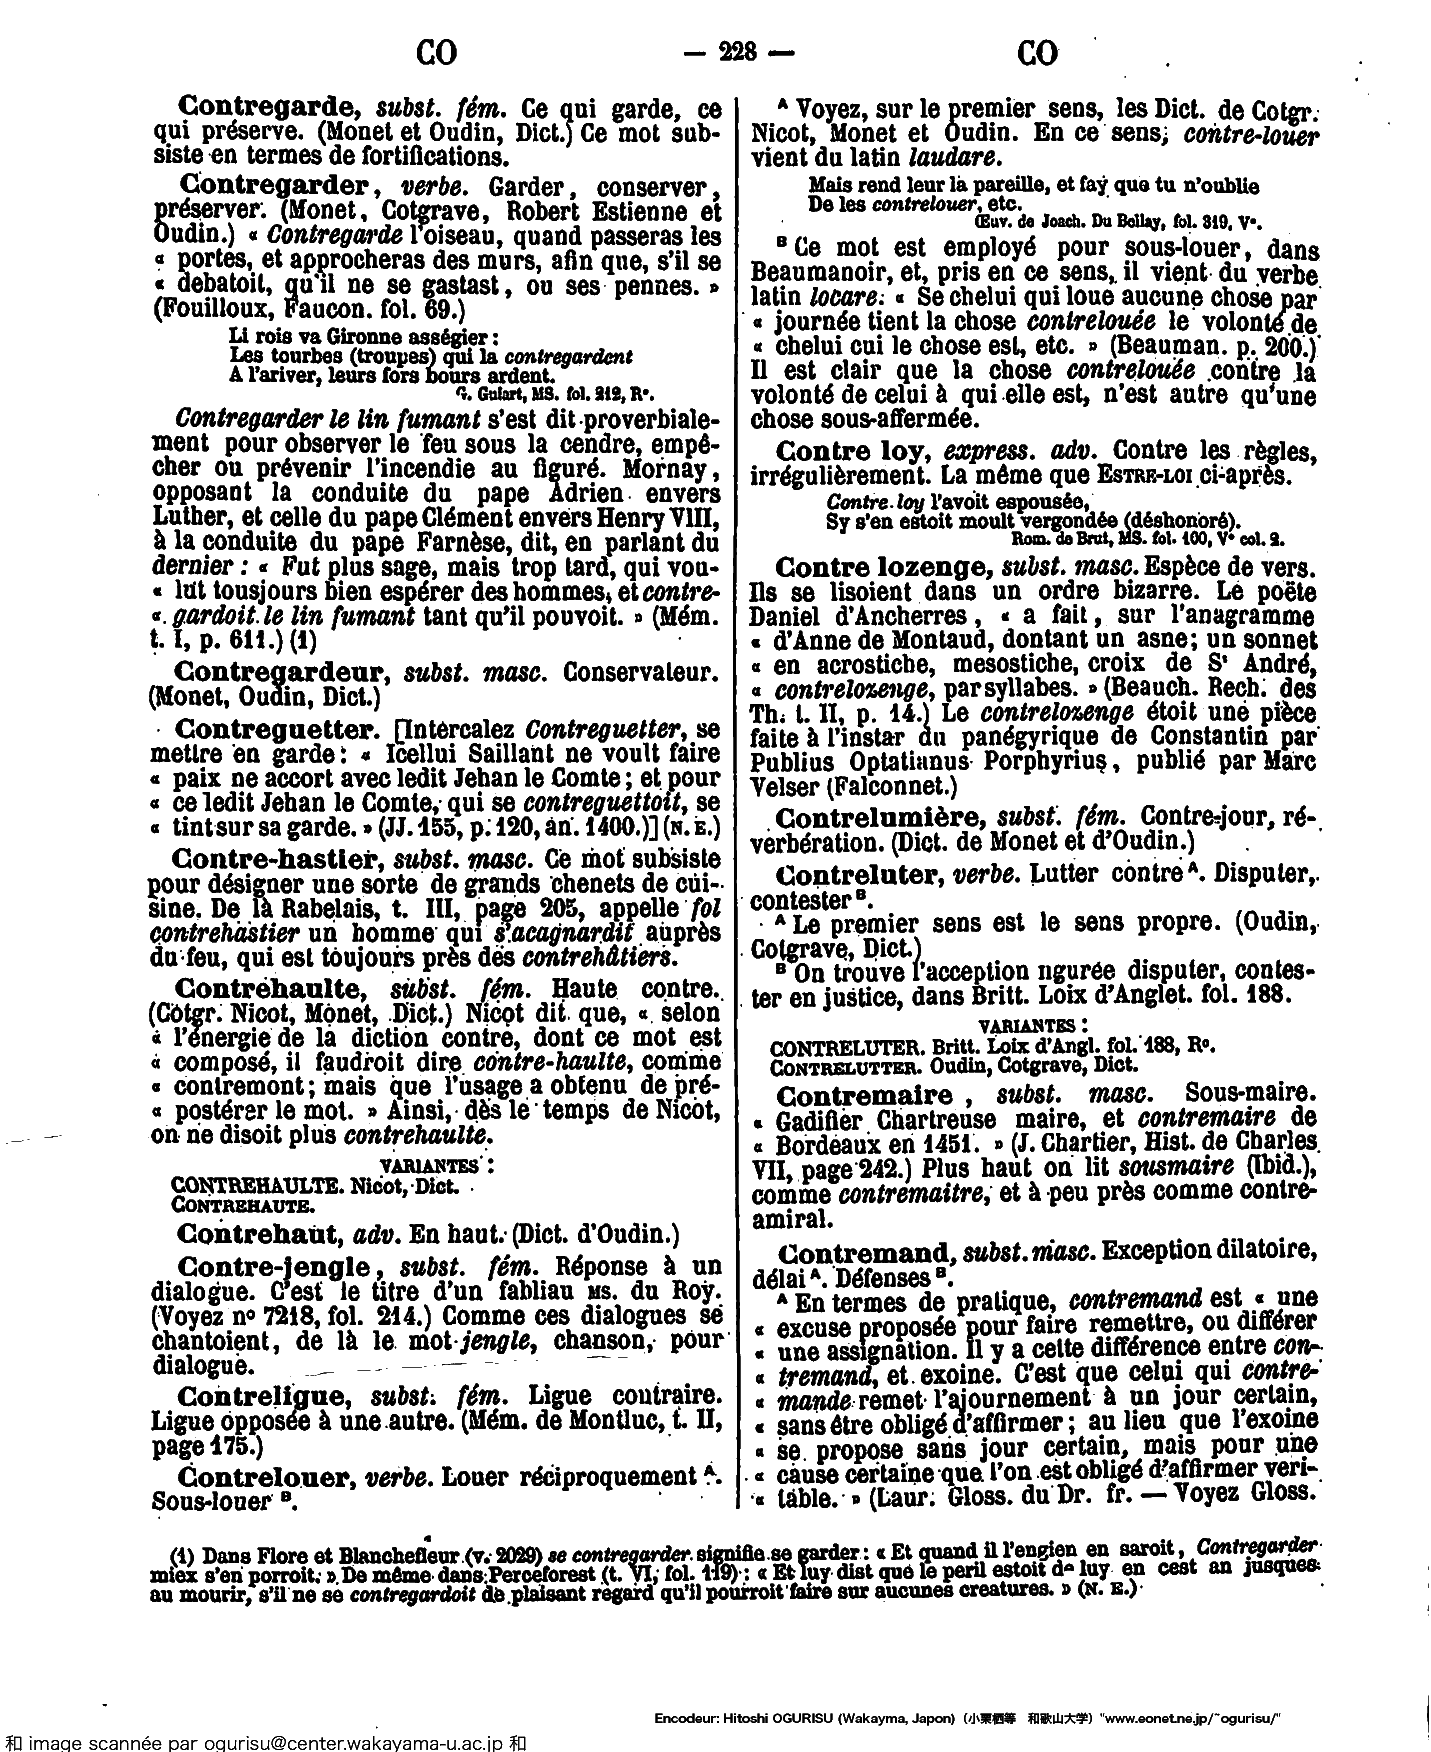 CO — 228 — CO
Contregarde, subst. fém. Ce qui garde, ce
qui préserve. (Monet et Oudin, Dict.) Ce mot sub-
siste en termes de fortifications.
Contregarder, verbe. Garder, conserver,
préserver. (Monet, Cotgrave, Robert Estienne et
Oudin.) « Contregarde l'oiseau, quand passeras les
« portes, et approcheras des murs, afin que, s'il se
« debatoit, qu'il ne se gastast, ou ses pennes. »
(Fouilloux, Faucon. fol. 69.)
Li rois va Gironne asségier :
Les tourbes (troupes) qui la contregardent
A l'ariver, leurs fors bours ardent.
G. Guiart, MS. fol. 212, R°.
Contregarder le lin fumant s'est dit proverbiale-
ment pour observer le feu sous la cendre, empê-
cher ou prévenir l'incendie au figuré. Mornay,
opposant la conduite du pape Adrien envers
Luther, et celle du pape Clément envers Henry VIII,
à la conduite du pape Farnèse, dit, en parlant du
dernier : « Fut plus sage, mais trop tard, qui vou-
« lut tousjours bien espérer des hommes, et contre-
« gardoit le lin fumant tant qu'il pouvoit. » (Mém.
t. I, p. 611.) (1)
Contregardeur, subst. masc. Conservateur.
(Monet, Oudin, Dict.)
Contreguetter. [Intercalez Contreguetter, se
mettre en garde : « Icellui Saillant ne voult faire
« paix ne accort avec ledit Jehan le Comte ; et pour
« ce ledit Jehan le Comte, qui se contreguettoit, se
« tint sur sa garde. » (JJ. 155, p. 120, an. 1400.)] (N. E.)
Contre-hastier, subst. masc. Ce mot subsiste
pour désigner une sorte de grands chenets de cui-
sine. De là Rabelais, t. III, page 205, appelle fol
contrehastier un homme qui s'acagnardit auprès
du feu, qui est toujours près des contrehâtiers.
Contrehaulte, subst. fém. Haute contre.
(Cotgr. Nicot, Monet, Dict.) Nicot dit que, « selon
« l'énergie de la diction contre, dont ce mot est
« composé, il faudroit dire contre-haulte, comme
« contremont ; mais que l'usage a obtenu de pré-
« postérer le mot. » Ainsi, dès le temps de Nicot,
on ne disoit plus contrehaulte.
VARIANTES :
CONTREHAULTE. Nicot, Dict.
CONTREHAUTE.
Contrehaut, adv. En haut. (Dict. d'Oudin.)
Contre-jengle, subst. fém. Réponse à un
dialogue. C'est le titre d'un fabliau MS. du Roy.
(Voyez n° 7218, fol. 214.) Comme ces dialogues se
chantoient, de là le mot jengle, chanson, pour
dialogue.
Contreligue, subst. fém. Ligue contraire.
Ligue opposée à une autre. (Mém. de Montluc, t. II,
page 175.)
Contrelouer, verbe. Louer réciproquement A.
Sous-louer B.
A Voyez, sur le premier sens, les Dict. de Cotgr.
Nicot, Monet et Oudin. En ce sens, contre-louer
vient du latin laudare.
Mais rend leur la pareille, et fay que tu n'oublie
De les contrelouer, etc.
Œuv. de Joach. Du Bellay, fol. 319, V°.
B Ce mot est employé pour sous-louer, dans
Beaumanoir, et, pris en ce sens, il vient du verbe
latin locare. « Se chelui qui loue aucune chose par
« journée tient la chose contrelouée le volonté de
« chelui cui le chose est, etc. » (Beauman. p. 200.)
Il est clair que la chose contrelouée contre la
volonté de celui à qui elle est, n'est autre qu'une
chose sous-affermée.
Contre loy, express. adv. Contre les règles,
irrégulièrement. La même que ESTRE-LOI ci-après.
Contre loy l'avoit espousée,
Sy s'en estoit moult vergondée (déshonoré).
Rom. de Brut, MS. fol. 100, V° col. 2.
Contre lozenge, subst. masc. Espèce de vers.
Ils se lisoient dans un ordre bizarre. Le poëte
Daniel d'Ancherres, « a fait, sur l'anagramme
« d'Anne de Montaud, dontant un asne ; un sonnet
« en acrostiche, mesostiche, croix de St André,
« contrelozenge, par syllabes. » (Beauch. Rech. des
Th. t. II, p. 14.) Le contrelozenge étoit une pièce
faite à l'instar du panégyrique de Constantin par
Publius Optatianus Porphyrius, publié par Marc
Velser (Falconnet.)
Contrelumière, subst. fém. Contre-jour, ré-
verbération. (Dict. de Monet et d'Oudin.)
Contreluter, verbe. Lutter contre A. Disputer,
contester B.
A Le premier sens est le sens propre. (Oudin,
Cotgrave, Dict.)
B On trouve l'acception figurée disputer, contes-
ter en justice, dans Britt. Loix d'Anglet. fol. 188.
VARIANTES :
CONTRELUTER. Britt. Loix d'Angl. fol. 188, R°.
CONTRELUTTER. Oudin, Cotgrave, Dict.
Contremaire, subst. masc. Sous-maire.
« Gadifier Chartreuse maire, et contremaire de
« Bordeaux en 1451. » (J. Chartier, Hist. de Charles
VII, page 242.) Plus haut on lit sousmaire (Ibid.),
comme contremaitre, et à peu près comme contre-
amiral.
Contremand, subst. masc. Exception dilatoire,
délai A. Défenses B.
A En termes de pratique, contremand est « une
« excuse proposée pour faire remettre, ou différer
« une assignation. Il y a cette différence entre con-
« tremand, et exoine. C'est que celui qui contre-
« mande remet l'ajournement à un jour certain,
« sans être obligé d'affirmer ; au lieu que l'exoine
« se propose sans jour certain, mais pour une
« cause certaine que l'on est obligé d'affirmer veri-
« table. » (Laur. Gloss. du Dr. fr. — Voyez Gloss.
(1) Dans Flore et Blanchefleur (v. 2029) se contregarder signifie se garder : « Et quand il l'engien en saroit, Contregarder
miex s'en porroit. » De même dans Perceforest (t. VI, fol. 119) : « Et luy dist que le peril estoit de luy en cest an jusques
au mourir, s'il ne se contregardoit de plaisant regard qu'il pourroit faire sur aucunes creatures. » (N. E.)
Encodeur: Hitoshi OGURISU (Wakayma, Japon) (小栗栖等 和歌山大学) "www.eonet.ne.jp/~ogurisu/"
和 image scannée par ogurisu@center.wakayama-u.ac.jp 和